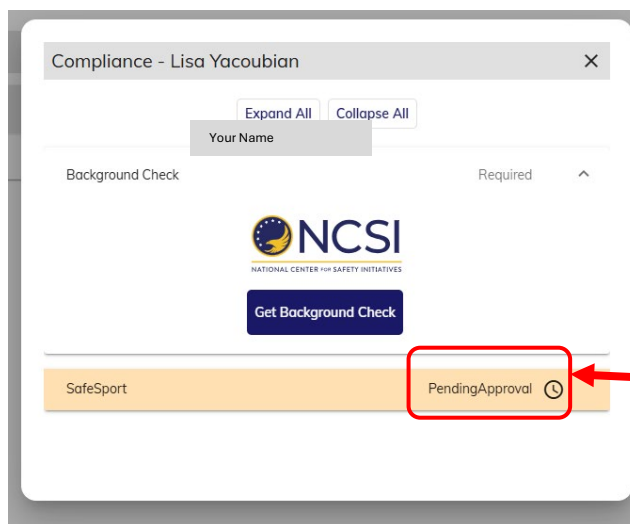 Compliance - Lisa Yacoubian
Expand All Collapse All
Your Name
Background Check Required
NCSI
NATIONAL CENTER FOR SAFETY INITIATIVES
Get Background Check
SafeSport PendingApproval